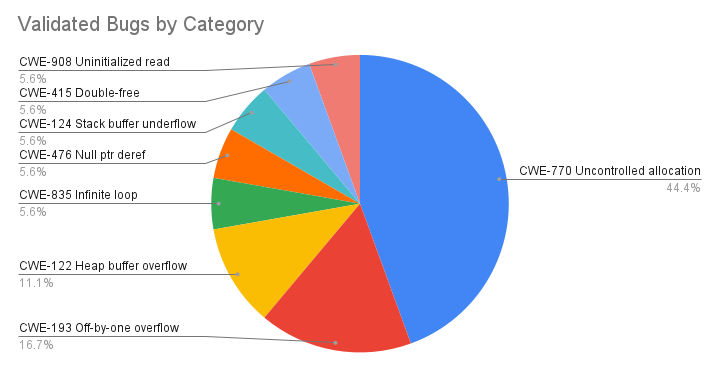 Validated Bugs by Category
CWE-908 Uninitialized read
5.6%
CWE-415 Double-free
5.6%
CWE-124 Stack buffer underflow
5.6%
CWE-476 Null ptr deref
5.6%
CWE-835 Infinite loop
5.6%
CWE-122 Heap buffer overflow
11.1%
CWE-193 Off-by-one overflow
16.7%
CWE-770 Uncontrolled allocation
44.4%